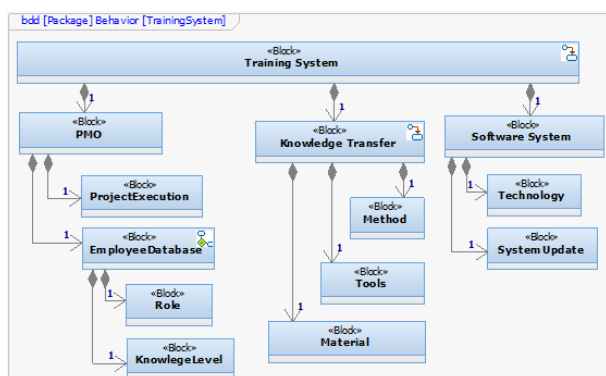 bdd [Package] Behavior [TrainingSystem]
«Block»
Training System
1
1
1
«Block»
PMO
«Block»
Knowledge Transfer
«Block»
Software System
1
«Block»
ProjectExecution
1
«Block»
Method
1
«Block»
Technology
1
«Block»
EmployeeDatabase
1
«Block»
SystemUpdate
1
«Block»
Tools
1
«Block»
Role
1
«Block»
Material
1
«Block»
KnowlegeLevel